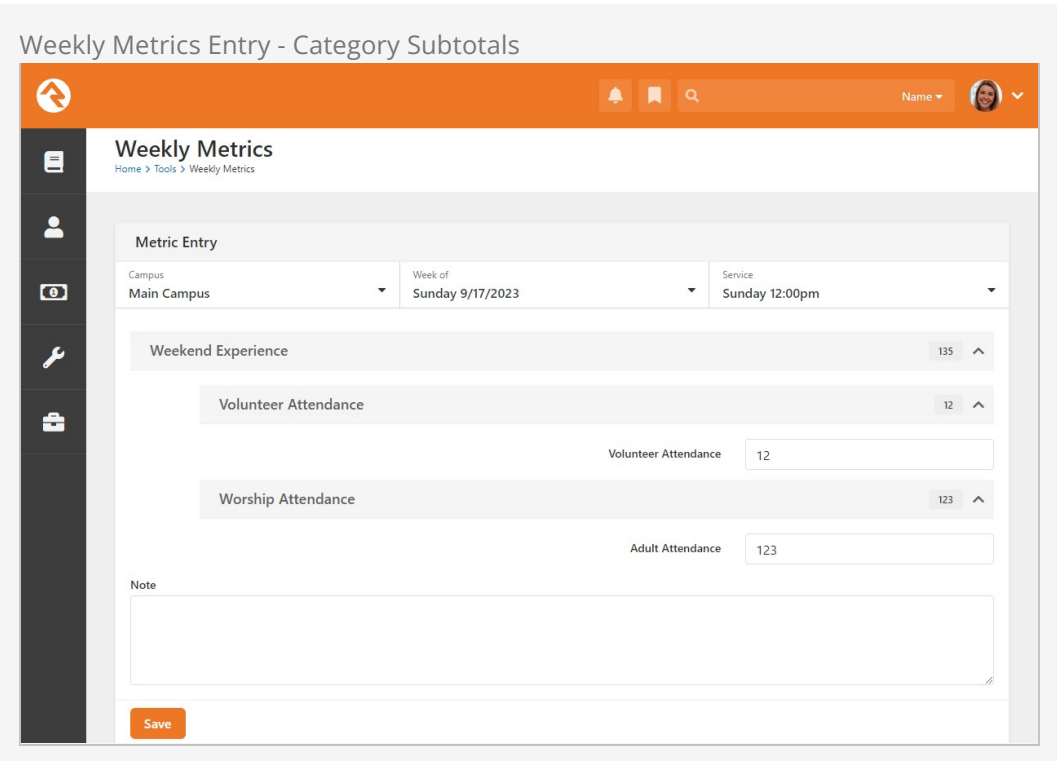 Weekly Metrics Entry - Category Subtotals
Name
Weekly Metrics
Home > Tools > Weekly Metrics
Metric Entry
Campus
Main Campus
Week of
Sunday 9/17/2023
Service
Sunday 12:00pm
Weekend Experience 135
Volunteer Attendance 12
Volunteer Attendance 12
Worship Attendance 123
Adult Attendance 123
Note
Save